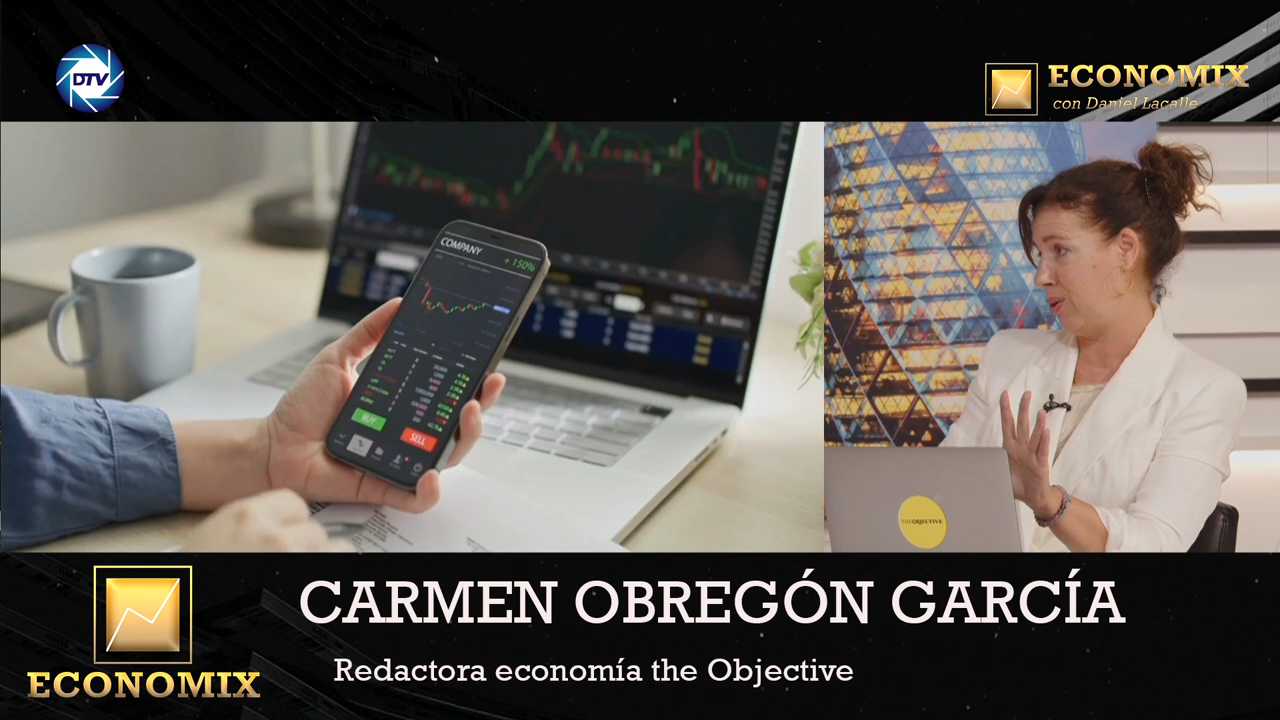 DTV
ECONOMIX
con Daniel Lacalle
COMPANY
+ 150%
BUY
SELL
THE OBJECTIVE
CARMEN OBREGÓN GARCÍA
Redactora economía the Objective
ECONOMIX